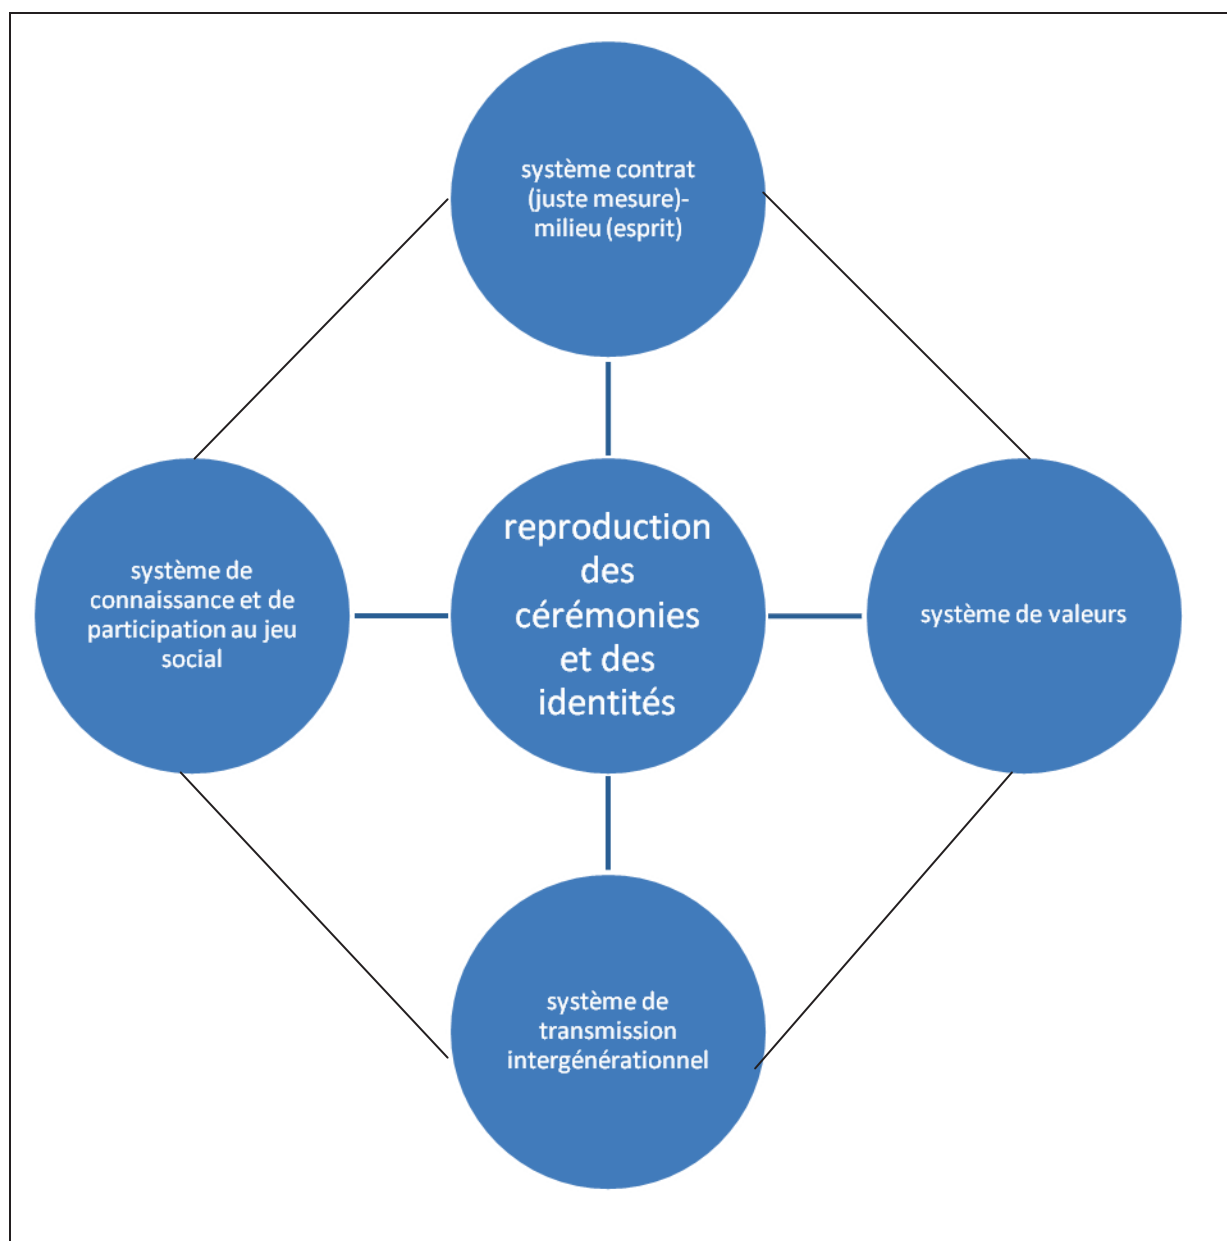 système contrat
(juste mesure)-
milieu (esprit)
système de
connaissance et de
participation au jeu
social
reproduction
des
cérémonies
et des
identités
système de valeurs
système de
transmission
intergénérationnel